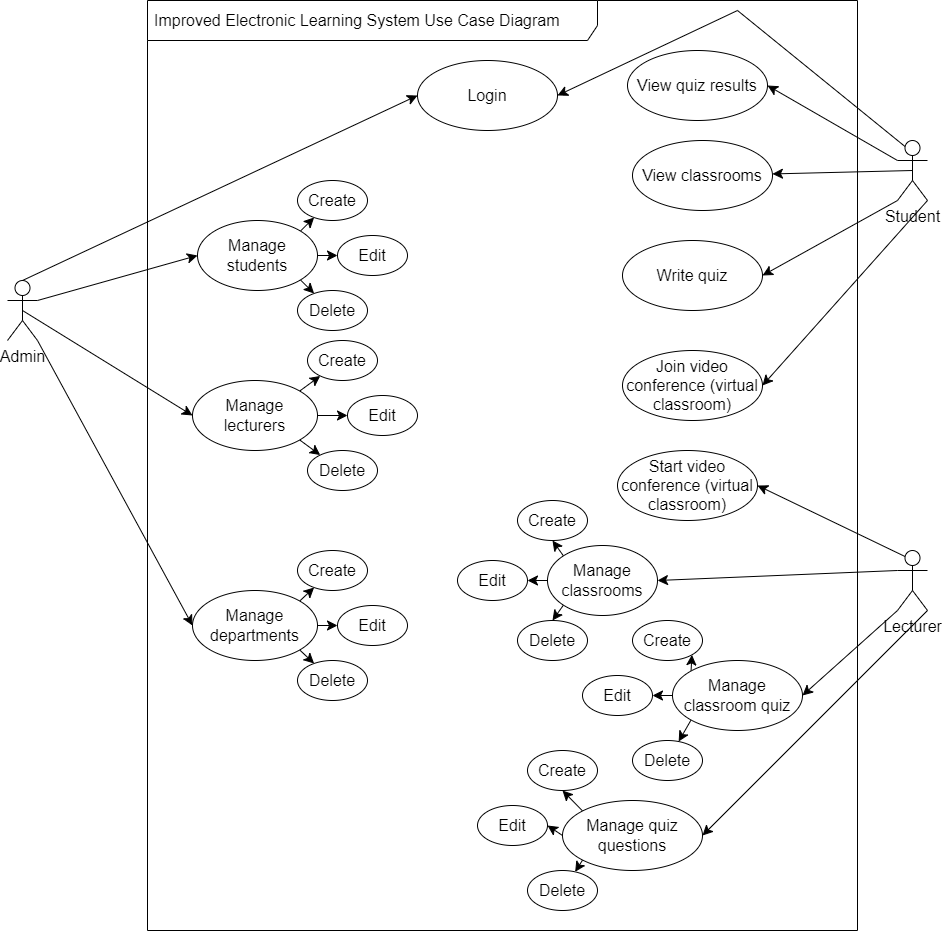 Improved Electronic Learning System Use Case Diagram
Login
View quiz results
View classrooms
Student
Write quiz
Join video
conference (virtual
classroom)
Admin
Manage
students
Create
Edit
Delete
Manage
lecturers
Create
Edit
Delete
Manage
departments
Create
Edit
Delete
Start video
conference (virtual
classroom)
Lecturer
Manage
classrooms
Create
Edit
Delete
Manage
classroom quiz
Create
Edit
Delete
Manage quiz
questions
Create
Edit
Delete